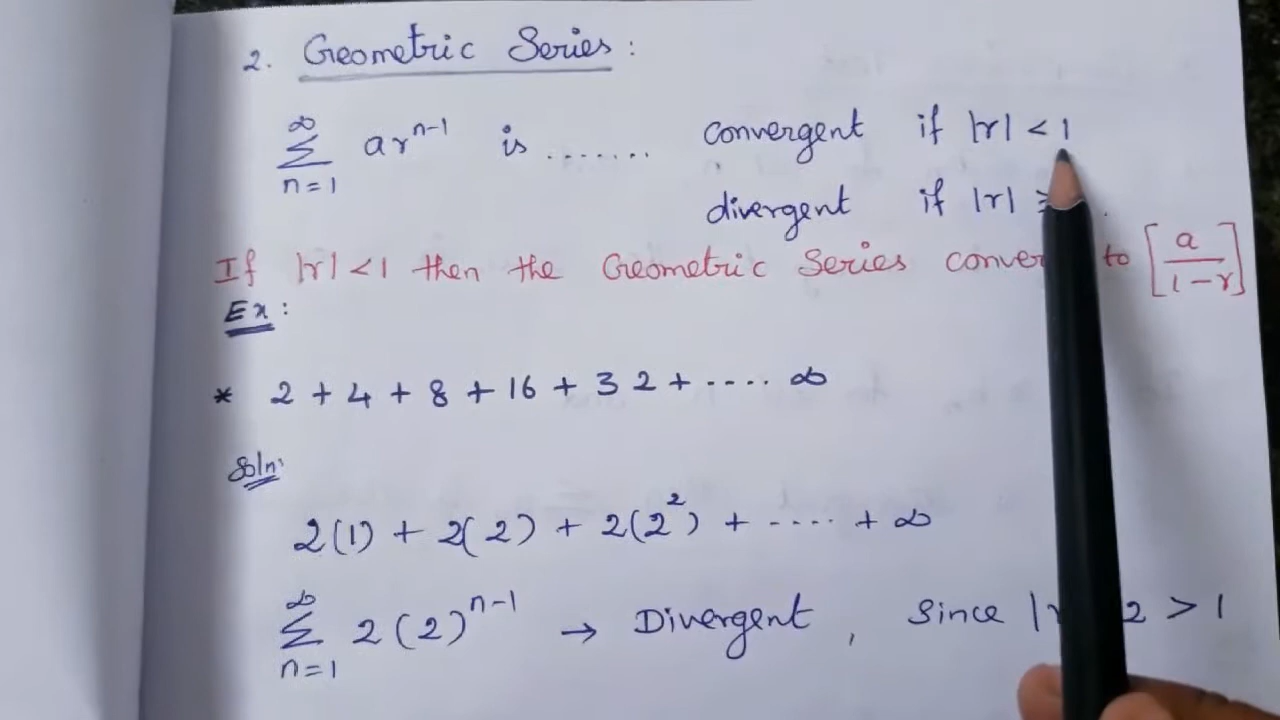 2. Geometric Series:
∞
Σ ar^{n-1} is ....... convergent if |r| < 1
n=1
divergent if |r|
If |r| < 1 then the Geometric Series to [a/(1-r)]
Ex:
* 2 + 4 + 8 + 16 + 32 + .... ∞
Soln:
2(1) + 2(2) + 2(2^2) + ..... + ∞
∞
Σ 2(2)^{n-1} → Divergent, Since 2 > 1
n=1